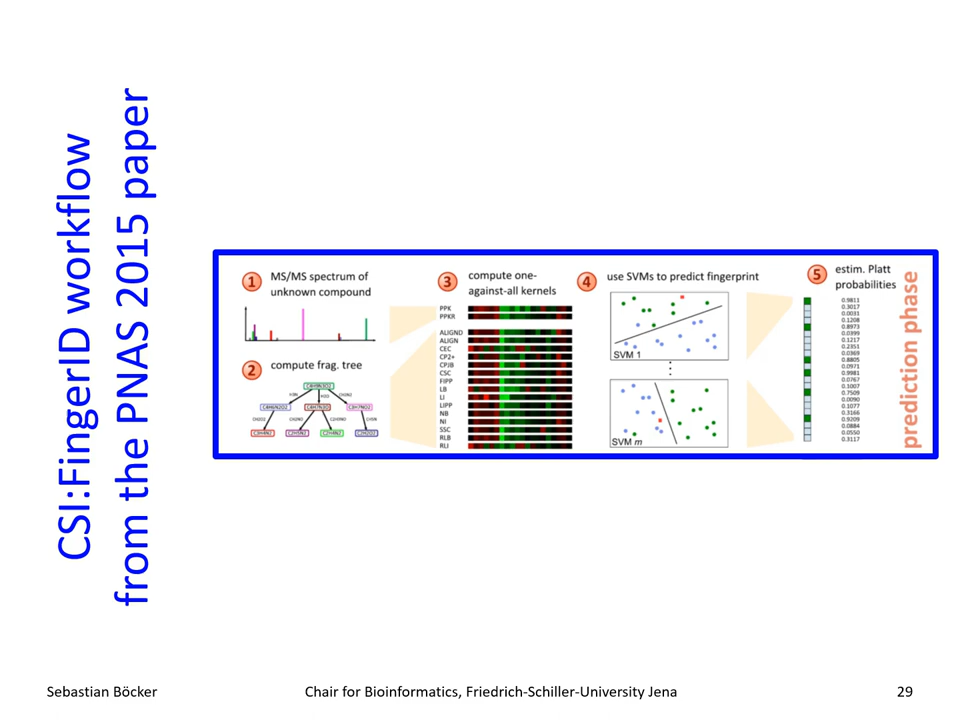 CSI:FingerID workflow
from the PNAS 2015 paper
1
MS/MS spectrum of
unknown compound
2
compute frag. tree
3
compute one-
against-all kernels
PPK
PPKR
ALIGND
ALIGN
CEC
CP2+
CPJB
CSC
FIPP
LB
LI
LIPP
NB
NI
SSC
RLB
RLI
4
use SVMs to predict fingerprint
SVM 1
SVM m
5
estim. Platt
probabilities
0.9811
0.3017
0.0031
0.1208
0.8973
0.0399
0.1217
0.2351
0.0369
0.8805
0.0971
0.9981
0.0767
0.1007
0.7509
0.0090
0.1077
0.3166
0.9209
0.0884
0.0550
0.3117
prediction phase
Sebastian Böcker
Chair for Bioinformatics, Friedrich-Schiller-University Jena
29